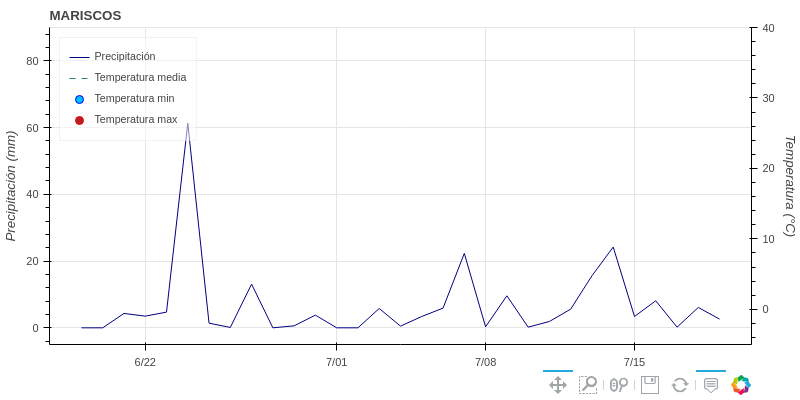 MARISCOS
Precipitación
Temperatura media
Temperatura min
Temperatura max
Precipitación (mm)
80
60
40
20
0
Temperatura (°C)
40
30
20
10
0
6/22
7/01
7/08
7/15